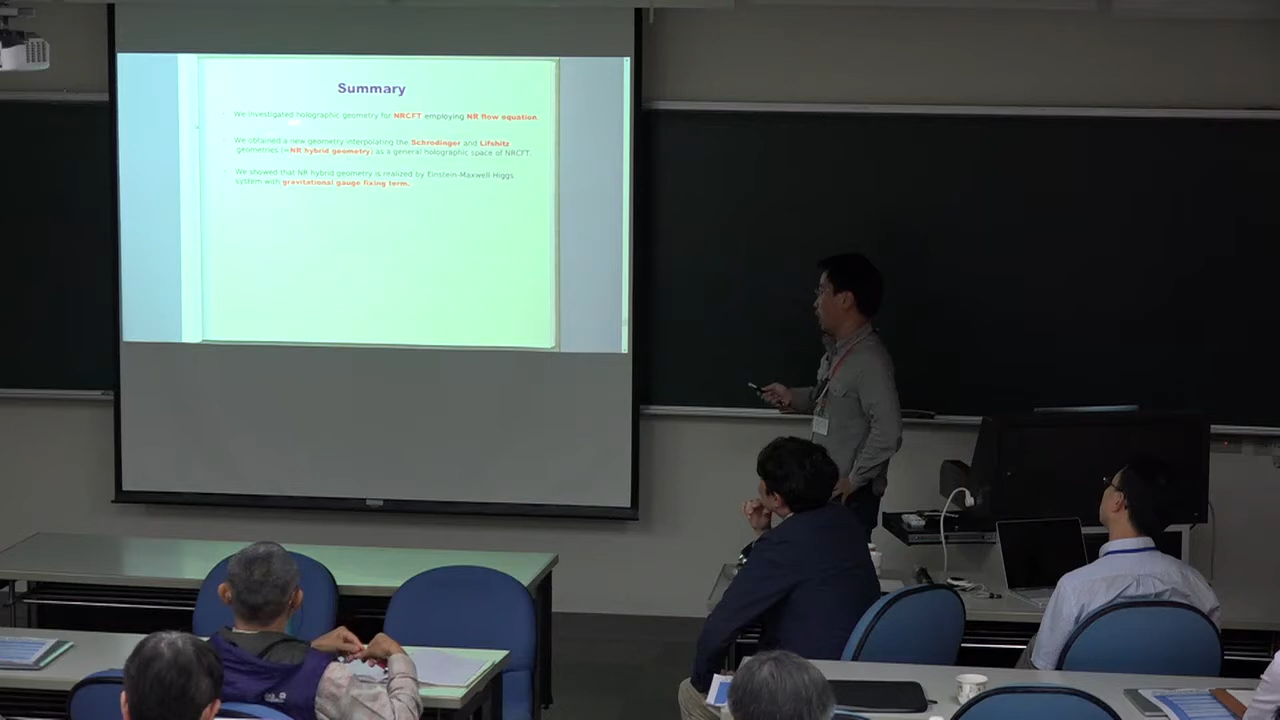 Summary
We investigated holographic geometry for NRCFT employing NR flow equation
We obtained a new geometry interpolating the Schrodinger and Lifshitz
geometries (=NR hybrid geometry) as a general holographic space of NRCFT.
We showed that NR hybrid geometry is realized by Einstein-Maxwell-Higgs
system with gravitational gauge fixing term.